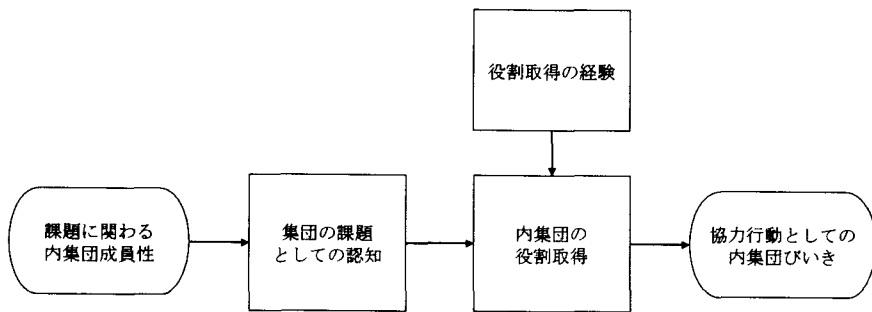 役割取得の経験
課題に関わる
内集団成員性
集団の課題
としての認知
内集団の
役割取得
協力行動としての
内集団びいき